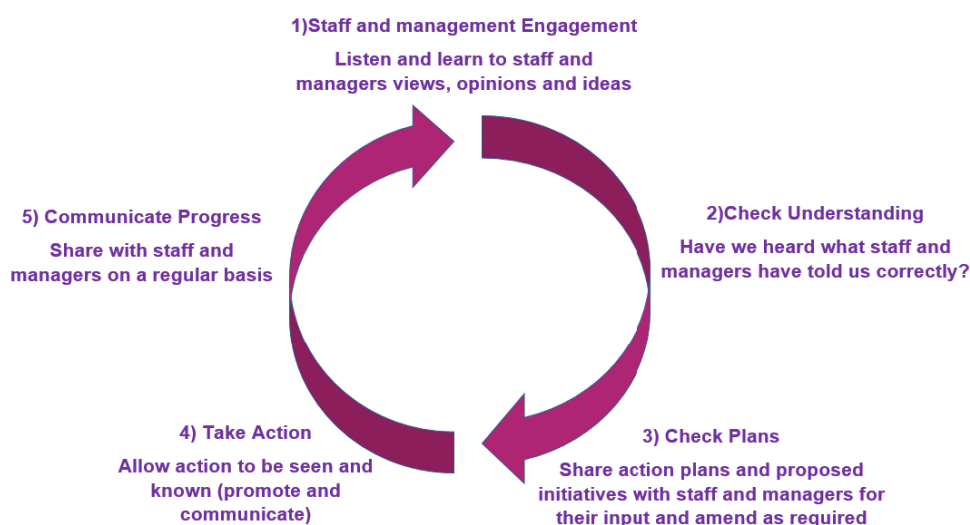 1)Staff and management Engagement
Listen and learn to staff and
managers views, opinions and ideas
2)Check Understanding
Have we heard what staff and
managers have told us correctly?
3) Check Plans
Share action plans and proposed
initiatives with staff and managers for
their input and amend as required
4) Take Action
Allow action to be seen and
known (promote and
communicate)
5) Communicate Progress
Share with staff and
managers on a regular basis